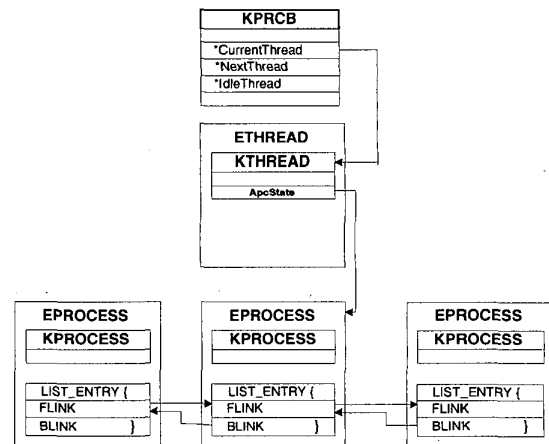 KPRCB
*CurrentThread
*NextThread
*IdleThread
ETHREAD
KTHREAD
ApcState
EPROCESS
KPROCESS
LIST_ENTRY {
FLINK
BLINK }
EPROCESS
KPROCESS
LIST_ENTRY {
FLINK
BLINK }
EPROCESS
KPROCESS
LIST_ENTRY {
FLINK
BLINK }